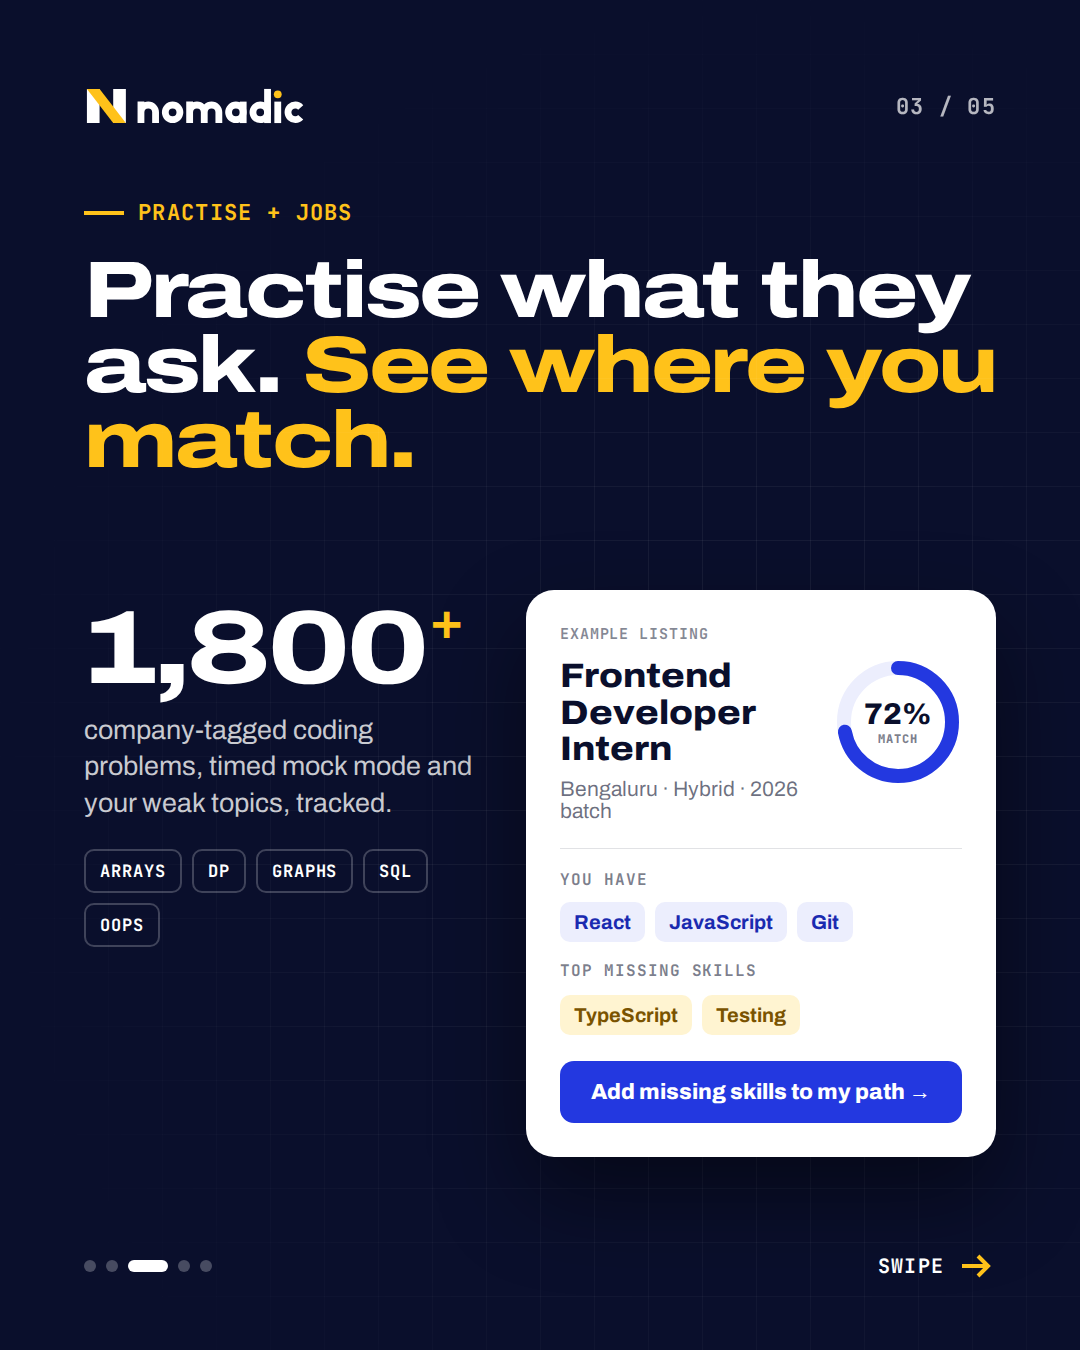 nomadic
03 / 05
PRACTISE + JOBS
Practise what they
ask. See where you
match.
1,800+
company-tagged coding
problems, timed mock mode and
your weak topics, tracked.
ARRAYS DP GRAPHS SQL
OOPS
EXAMPLE LISTING
Frontend
Developer
Intern
Bengaluru · Hybrid · 2026
batch
72%
MATCH
YOU HAVE
React JavaScript Git
TOP MISSING SKILLS
TypeScript Testing
Add missing skills to my path →
SWIPE →